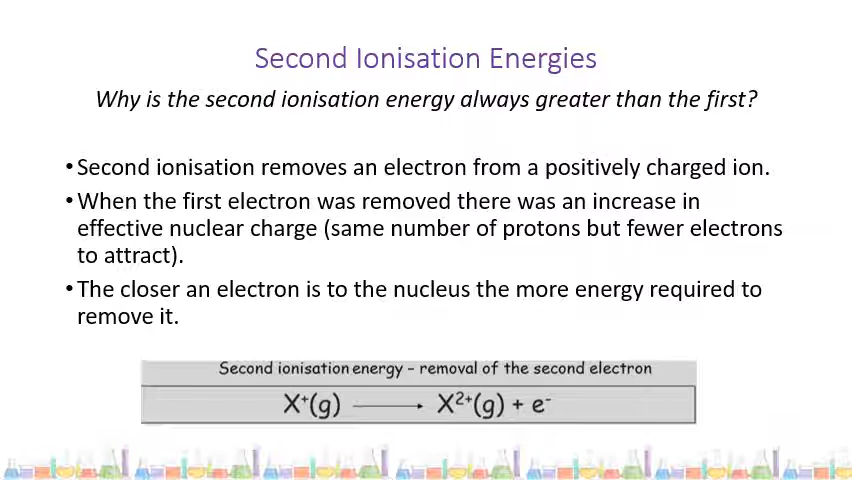 Second Ionisation Energies
Why is the second ionisation energy always greater than the first?
•Second ionisation removes an electron from a positively charged ion.
•When the first electron was removed there was an increase in
effective nuclear charge (same number of protons but fewer electrons
to attract).
•The closer an electron is to the nucleus the more energy required to
remove it.
Second ionisation energy – removal of the second electron
X⁺(g) ⟶ X²⁺(g) + e⁻